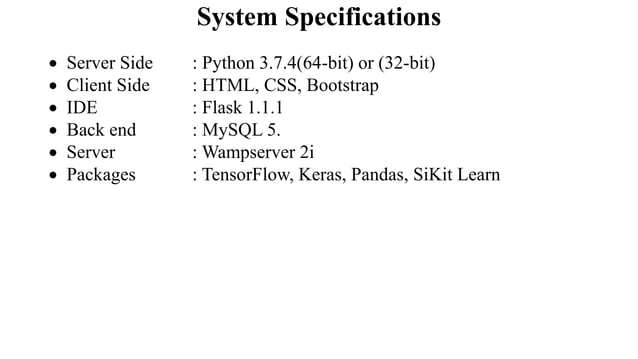 System Specifications
• Server Side : Python 3.7.4(64-bit) or (32-bit)
• Client Side : HTML, CSS, Bootstrap
• IDE : Flask 1.1.1
• Back end : MySQL 5.
• Server : Wampserver 2i
• Packages : TensorFlow, Keras, Pandas, SiKit Learn